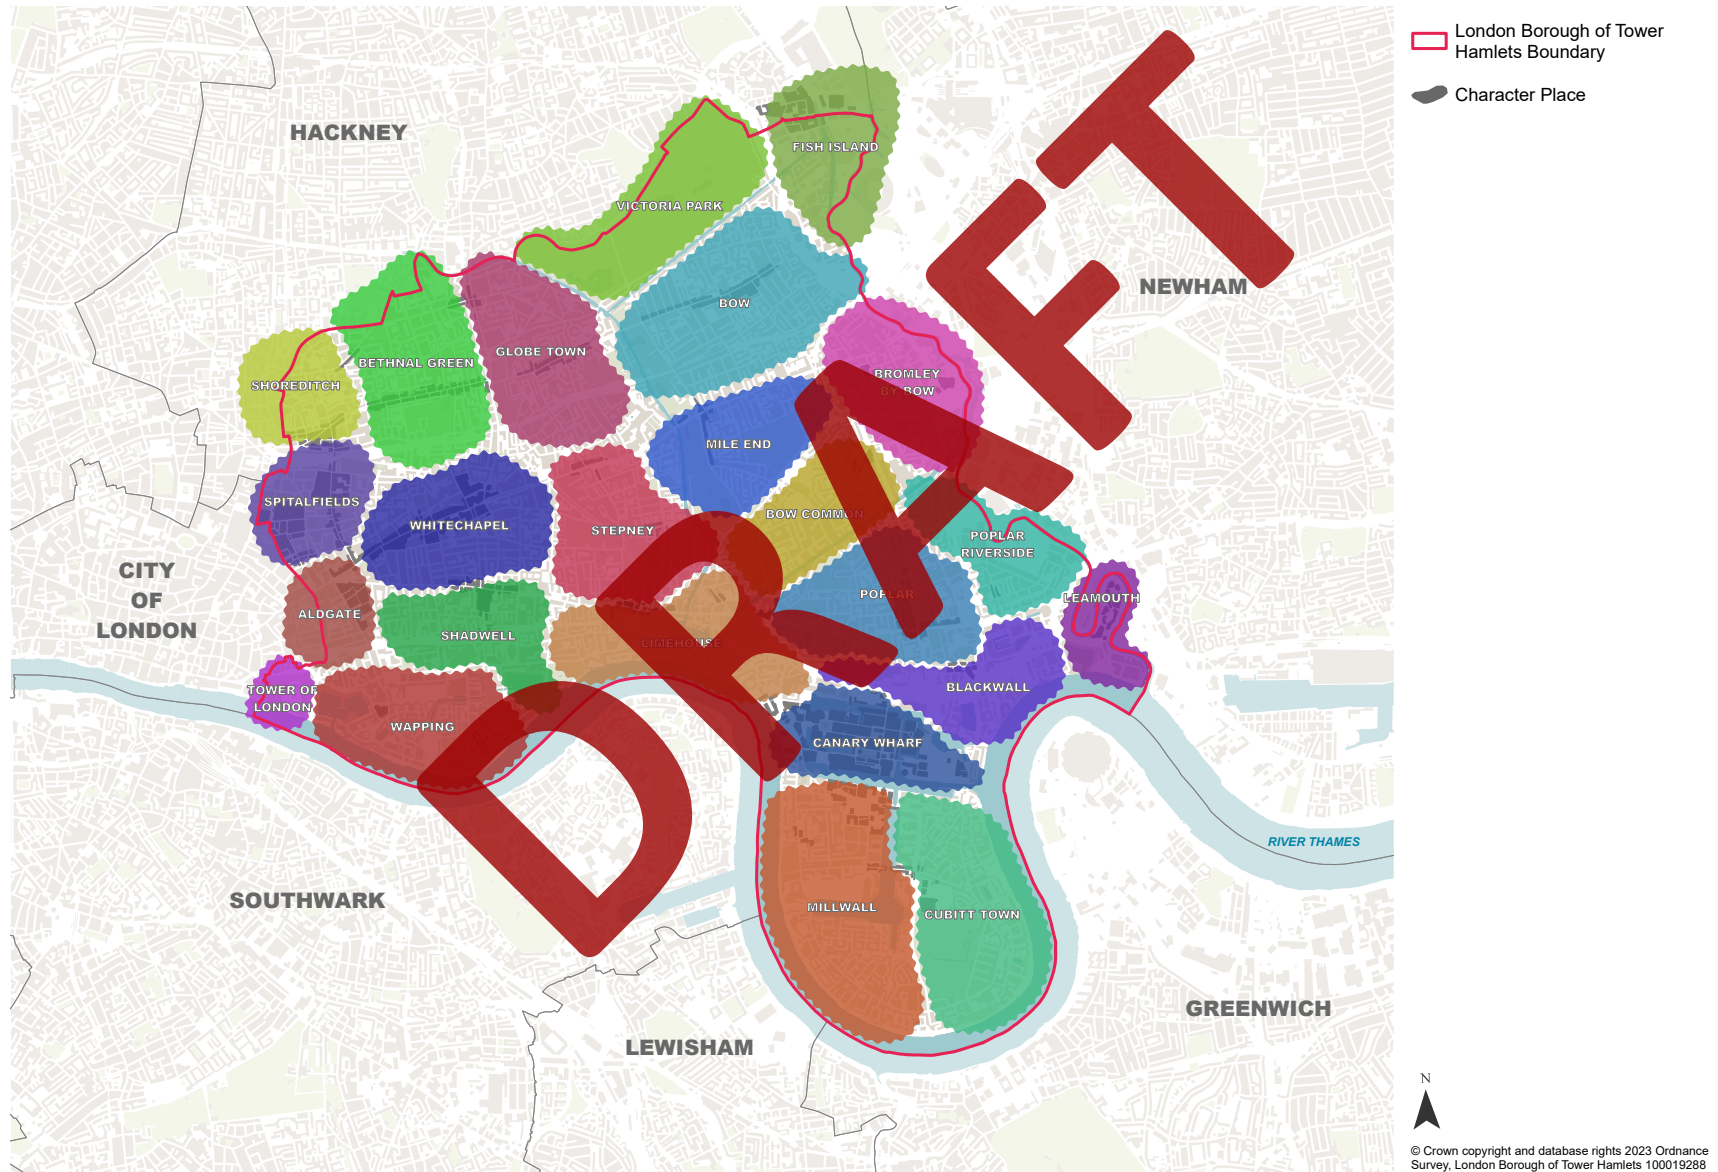 London Borough of Tower
Hamlets Boundary
Character Place
HACKNEY
FISH ISLAND
VICTORIA PARK
NEWHAM
BOW
GLOBE TOWN
BETHNAL GREEN
SHOREDITCH
BROMLEY
BY BOW
MILE END
SPITALFIELDS
WHITECHAPEL
STEPNEY
BOW COMMON
POPLAR
RIVERSIDE
CITY
OF
LONDON
ALDGATE
SHADWELL
LIMEHOUSE
POPLAR
LEAMOUTH
TOWER OF
LONDON
WAPPING
BLACKWALL
CANARY WHARF
RIVER THAMES
SOUTHWARK
MILLWALL
CUBITT TOWN
GREENWICH
LEWISHAM
DRAFT
N
© Crown copyright and database rights 2023 Ordnance
Survey, London Borough of Tower Hamlets 100019288